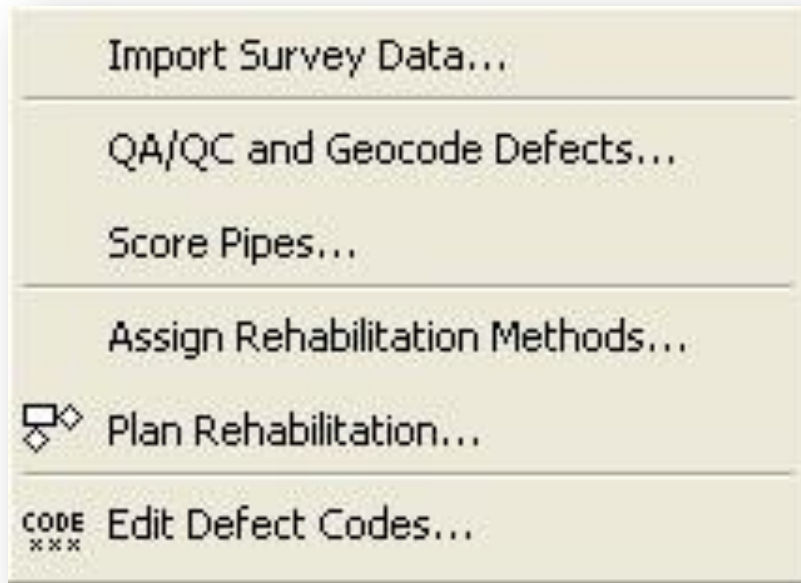 Import Survey Data...
QA/QC and Geocode Defects...
Score Pipes...
Assign Rehabilitation Methods...
Plan Rehabilitation...
CODE
xxx
Edit Defect Codes...